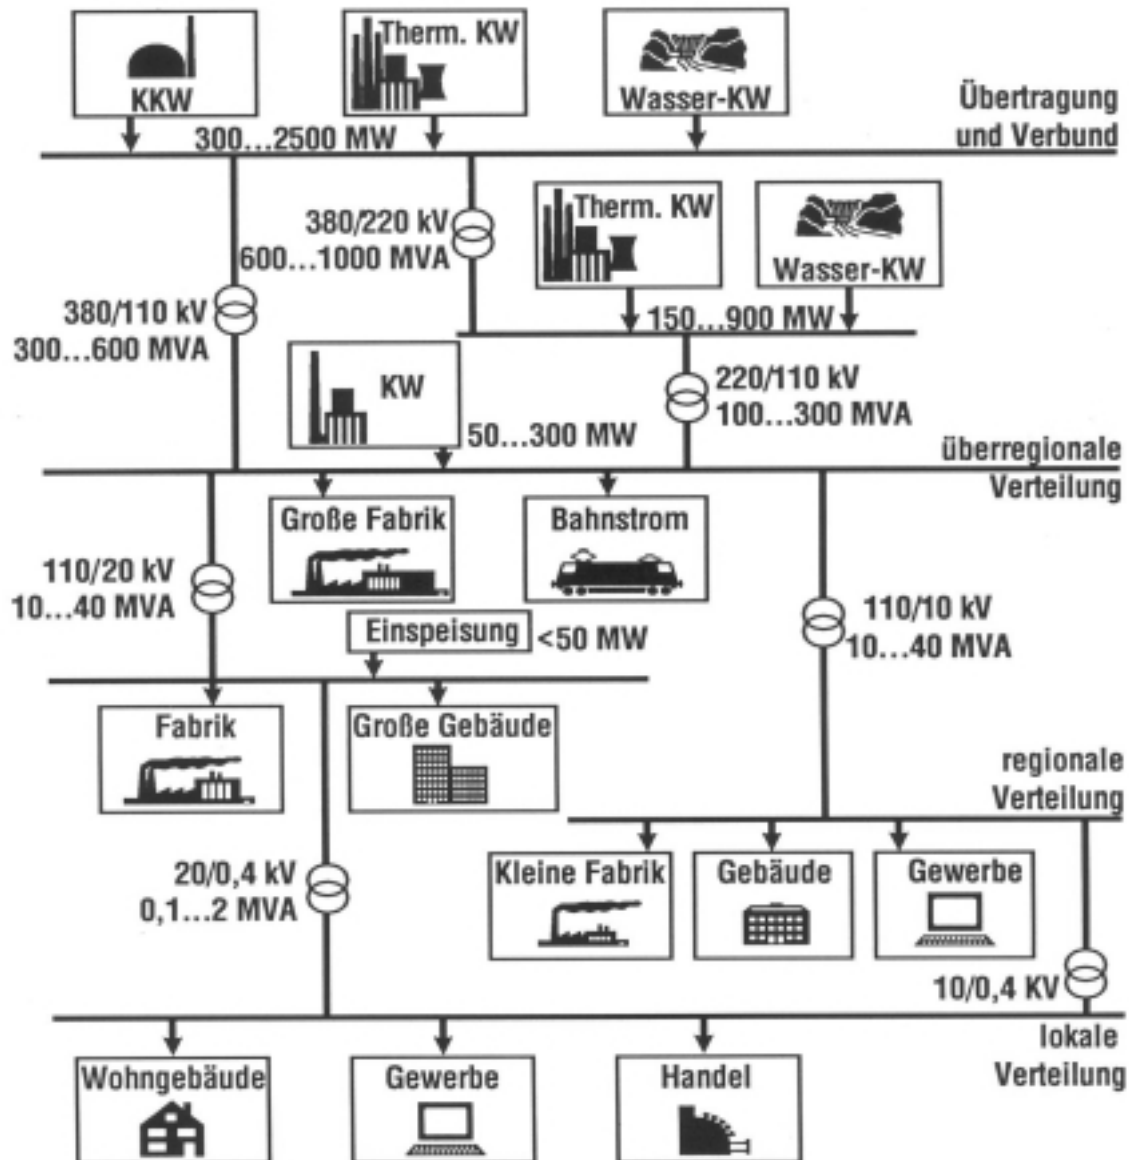 KKW
Therm. KW
Wasser-KW
Übertragung
und Verbund
300...2500 MW
380/220 kV
600...1000 MVA
Therm. KW
Wasser-KW
380/110 kV
300...600 MVA
150...900 MW
KW
220/110 kV
100...300 MVA
50...300 MW
überregionale
Verteilung
Große Fabrik
Bahnstrom
110/20 kV
10...40 MVA
110/10 kV
10...40 MVA
Einspeisung
<50 MW
Fabrik
Große Gebäude
regionale
Verteilung
20/0,4 kV
0,1...2 MVA
Kleine Fabrik
Gebäude
Gewerbe
10/0,4 KV
lokale
Verteilung
Wohngebäude
Gewerbe
Handel